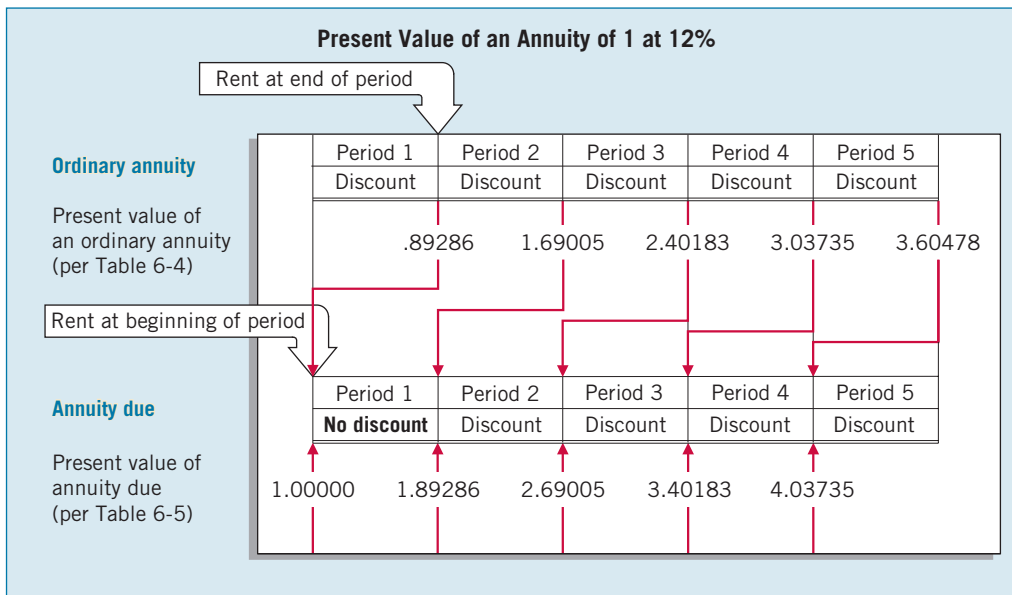 Present Value of an Annuity of 1 at 12%
Rent at end of period
Ordinary annuity
Present value of
an ordinary annuity
(per Table 6-4)
Period 1 Period 2 Period 3 Period 4 Period 5
Discount Discount Discount Discount Discount
.89286 1.69005 2.40183 3.03735 3.60478
Rent at beginning of period
Annuity due
Present value of
annuity due
(per Table 6-5)
Period 1 Period 2 Period 3 Period 4 Period 5
No discount Discount Discount Discount Discount
1.00000 1.89286 2.69005 3.40183 4.03735